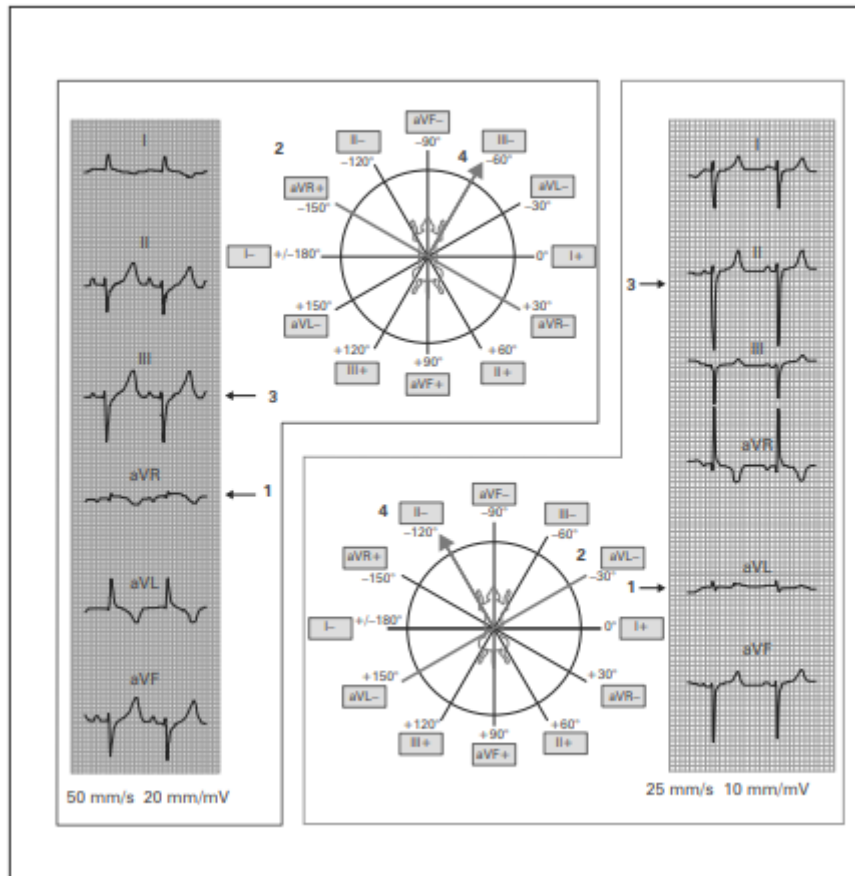 I
II
III
3
aVR
1
aVL
aVF
50 mm/s 20 mm/mV
2
aVF–
–90°
II–
–120°
III–
–60°
4
aVR+
–150°
aVL–
–30°
I–
+/–180°
0°
I+
+150°
aVL–
+30°
aVR–
+120°
III+
+90°
aVF+
+60°
II+
4
II–
–120°
aVF–
–90°
III–
–60°
2
aVR+
–150°
aVL–
–30°
I–
+/–180°
0°
I+
+150°
aVL–
+30°
aVR–
+120°
III+
+90°
aVF+
+60°
II+
I
3
II
III
aVR
1
aVL
aVF
25 mm/s 10 mm/mV